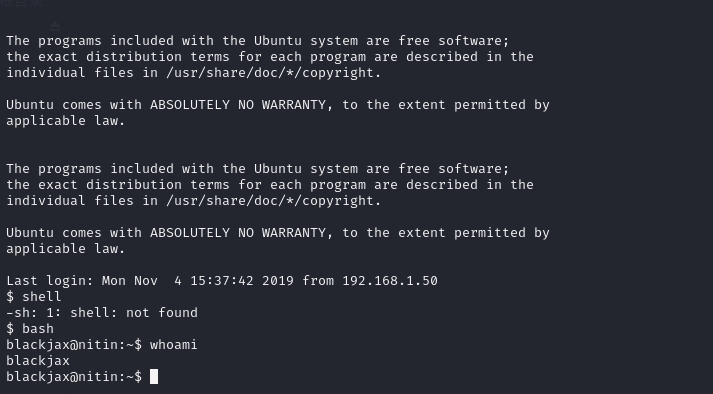 The programs included with the Ubuntu system are free software;
the exact distribution terms for each program are described in the
individual files in /usr/share/doc/*/copyright.
Ubuntu comes with ABSOLUTELY NO WARRANTY, to the extent permitted by
applicable law.
The programs included with the Ubuntu system are free software;
the exact distribution terms for each program are described in the
individual files in /usr/share/doc/*/copyright.
Ubuntu comes with ABSOLUTELY NO WARRANTY, to the extent permitted by
applicable law.
Last login: Mon Nov  4 15:37:42 2019 from 192.168.1.50
$ shell
-sh: 1: shell: not found
$ bash
blackjax@nitin:~$ whoami
blackjax
blackjax@nitin:~$